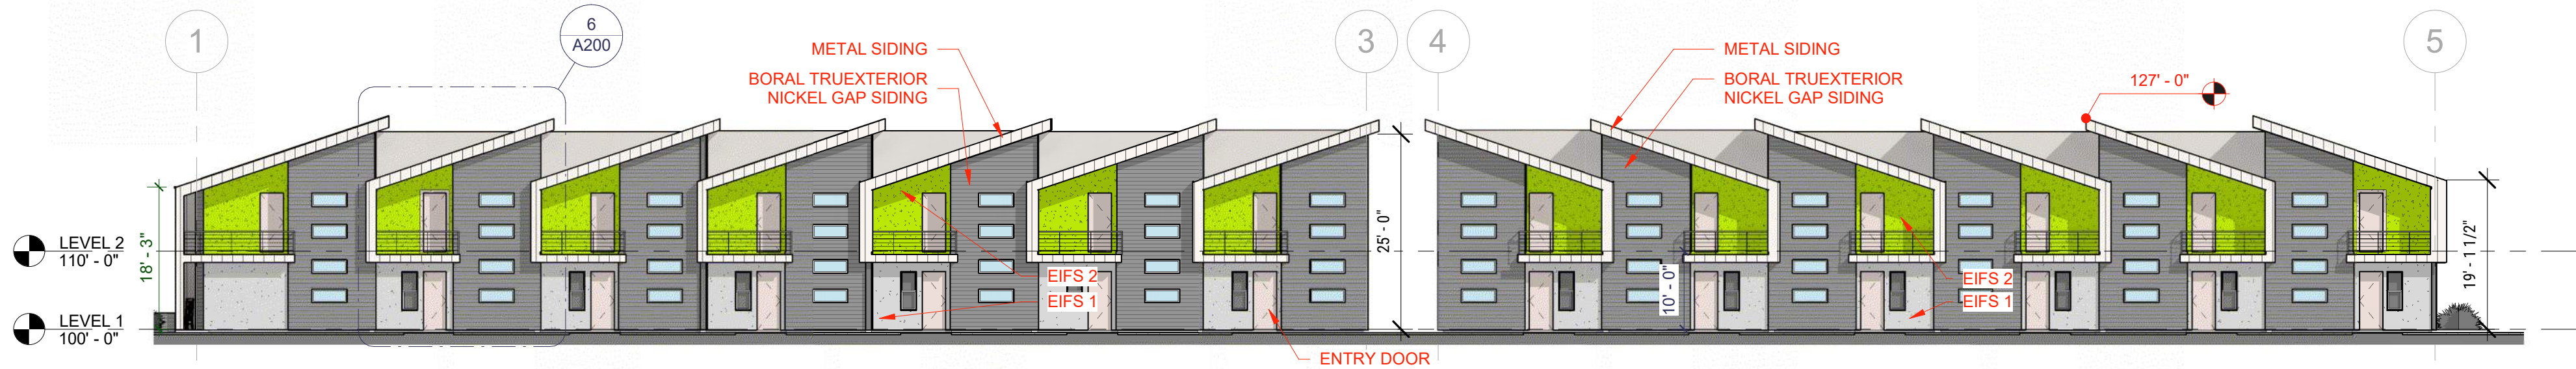 1
6
A200
3
4
5
METAL SIDING
BORAL TRUEXTERIOR
NICKEL GAP SIDING
METAL SIDING
BORAL TRUEXTERIOR
NICKEL GAP SIDING
127' - 0"
LEVEL 2
110' - 0"
LEVEL 1
100' - 0"
18' - 3"
25' - 0"
10' - 0"
19' - 1 1/2"
EIFS 2
EIFS 1
EIFS 2
EIFS 1
ENTRY DOOR